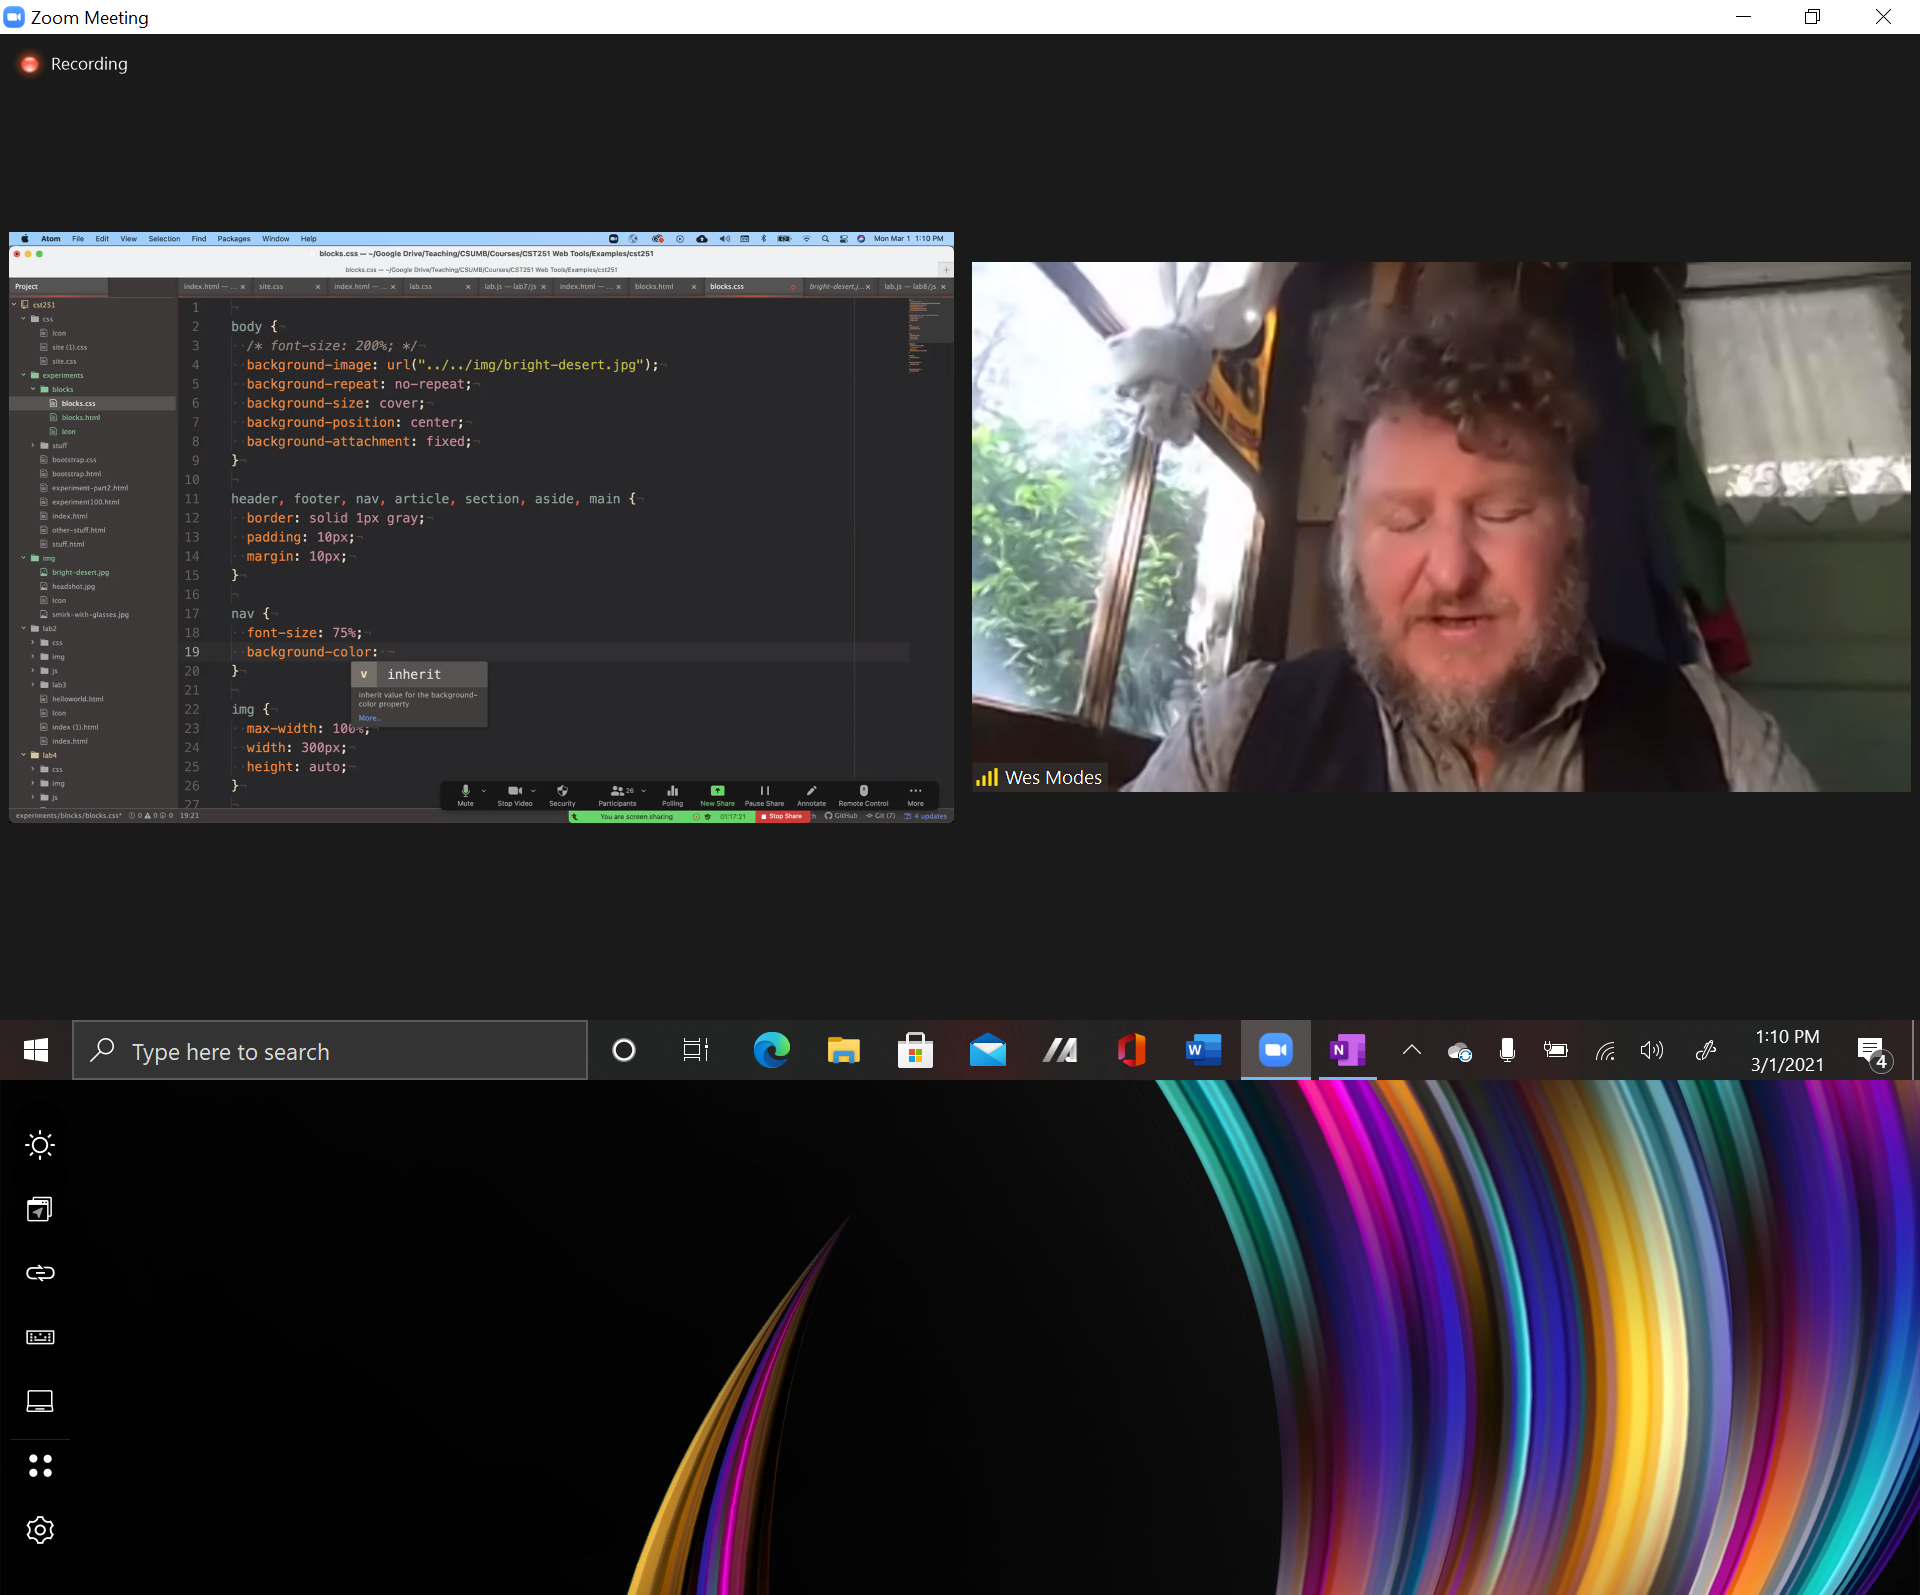 Zoom Meeting
Recording
Atom File Edit View Selection Find Packages Window Help Mon Mar 1 1:10 PM
blocks.css — ~/Google Drive/Teaching/CSUMB/Courses/CST251 Web Tools/Examples/cst251
blocks.css — ~/Google Drive/Teaching/CSUMB/Courses/CST251 Web Tools/Examples/cst251
Project
index.html — ...
site.css
index.html — ...
lab.css
lab.js — lab7/js
index.html — ...
blocks.html
blocks.css
bright-desert.j...
lab.js — lab8/js
cst251
css
Icon
site (1).css
site.css
experiments
blocks
blocks.css
blocks.html
Icon
stuff
bootstrap.css
bootstrap.html
experiment-part2.html
experiment100.html
index.html
other-stuff.html
stuff.html
img
bright-desert.jpg
headshot.jpg
Icon
smirk-with-glasses.jpg
lab2
css
img
js
lab3
helloworld.html
Icon
index (1).html
index.html
lab4
css
img
js
1
2 body {
3 /* font-size: 200%; */
4 background-image: url("../../img/bright-desert.jpg");
5 background-repeat: no-repeat;
6 background-size: cover;
7 background-position: center;
8 background-attachment: fixed;
9 }
10
11 header, footer, nav, article, section, aside, main {
12 border: solid 1px gray;
13 padding: 10px;
14 margin: 10px;
15 }
16
17 nav {
18 font-size: 75%;
19 background-color:
20 }
21
22 img {
23 max-width: 100%;
24 width: 300px;
25 height: auto;
26 }
27
v inherit
inherit value for the background-
color property
More..
Mute Stop Video Security Participants 26 Polling New Share Pause Share Annotate Remote Control More
You are screen sharing 01:17:21 Stop Share
experiments/blocks/blocks.css* 0 0 0 19:21
GitHub Git (7) 4 updates
Wes Modes
Type here to search
W
N
1:10 PM
3/1/2021
4